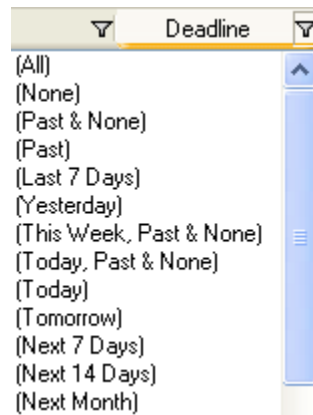 Deadline
(All)
(None)
(Past & None)
(Past)
(Last 7 Days)
(Yesterday)
(This Week, Past & None)
(Today, Past & None)
(Today)
(Tomorrow)
(Next 7 Days)
(Next 14 Days)
(Next Month)